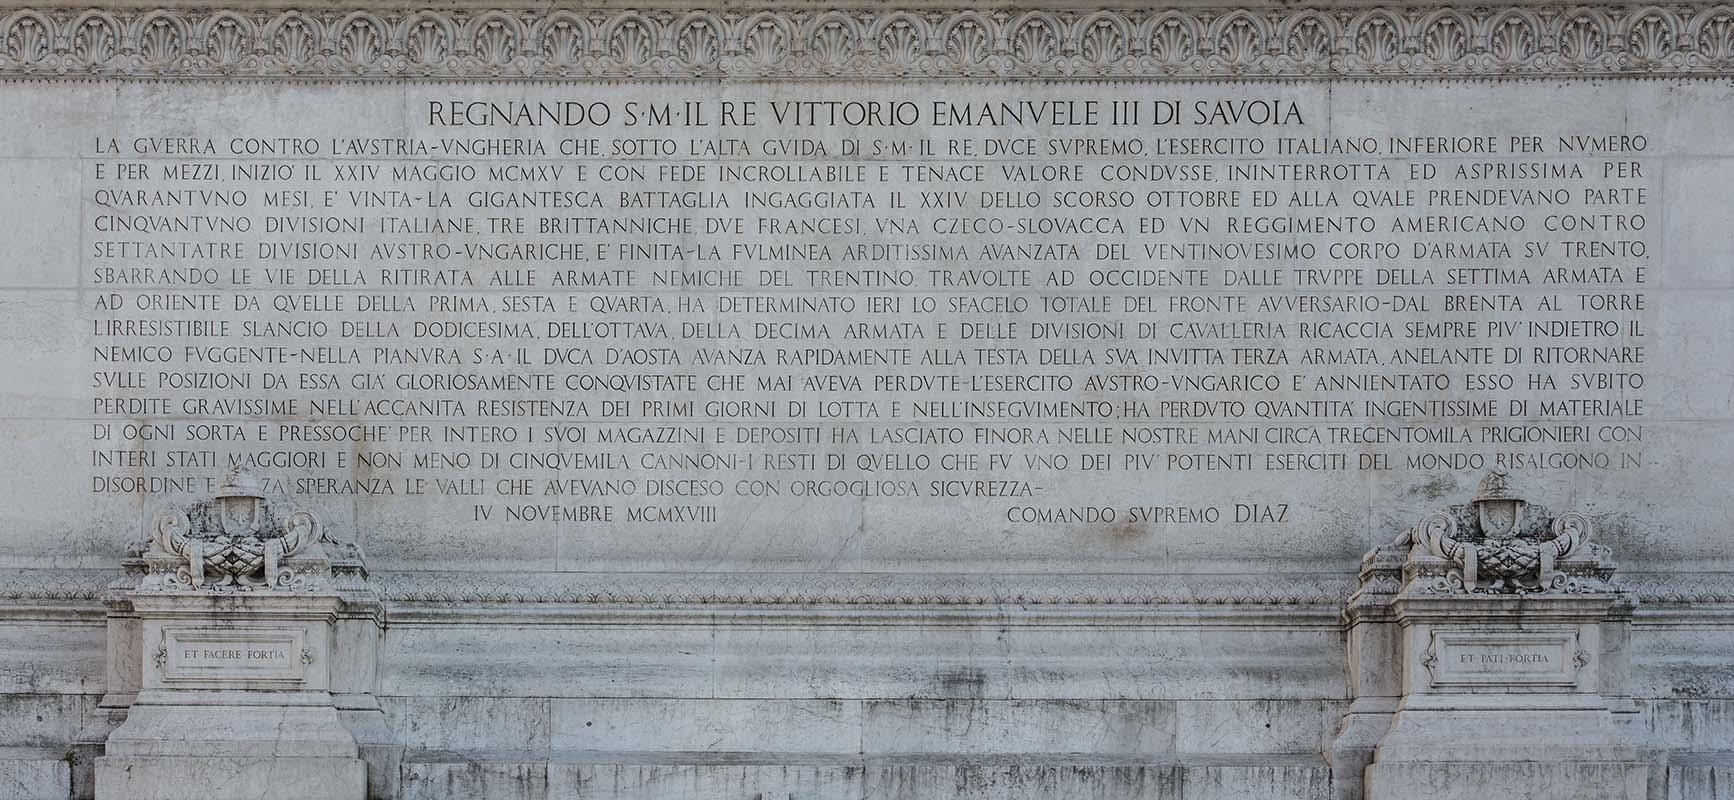 REGNANDO S·M·IL RE VITTORIO EMANVELE III DI SAVOIA
LA GVERRA CONTRO L'AVSTRIA-VNGHERIA CHE, SOTTO L'ALTA GVIDA DI S·M·IL RE, DVCE SVPREMO, L'ESERCITO ITALIANO, INFERIORE PER NVMERO
E PER MEZZI, INIZIO' IL XXIV MAGGIO MCMXV E CON FEDE INCROLLABILE E TENACE VALORE CONDVSSE, ININTERROTTA ED ASPRISSIMA PER
QVARANTVNO MESI, E' VINTA-LA GIGANTESCA BATTAGLIA INGAGGIATA IL XXIV DELLO SCORSO OTTOBRE ED ALLA QVALE PRENDEVANO PARTE
CINQVANTVNO DIVISIONI ITALIANE, TRE BRITTANNICHE, DVE FRANCESI, VNA CZECO-SLOVACCA ED VN REGGIMENTO AMERICANO CONTRO
SETTANTATRE DIVISIONI AVSTRO-VNGARICHE, E' FINITA-LA FVLMINEA ARDITISSIMA AVANZATA DEL VENTINOVESIMO CORPO D'ARMATA SV TRENTO,
SBARRANDO LE VIE DELLA RITIRATA ALLE ARMATE NEMICHE DEL TRENTINO, TRAVOLTE AD OCCIDENTE DALLE TRVPPE DELLA SETTIMA ARMATA E
AD ORIENTE DA QVELLE DELLA PRIMA, SESTA E QVARTA, HA DETERMINATO IERI LO SFACELO TOTALE DEL FRONTE AVVERSARIO-DAL BRENTA AL TORRE
L'IRRESISTIBILE SLANCIO DELLA DODICESIMA, DELL'OTTAVA, DELLA DECIMA ARMATA E DELLE DIVISIONI DI CAVALLERIA RICACCIA SEMPRE PIV' INDIETRO IL
NEMICO FVGGENTE-NELLA PIANVRA S·A·IL DVCA D'AOSTA AVANZA RAPIDAMENTE ALLA TESTA DELLA SVA INVITTA TERZA ARMATA, ANELANTE DI RITORNARE
SVLLE POSIZIONI DA ESSA GIA' GLORIOSAMENTE CONQVISTATE CHE MAI AVEVA PERDVTE-L'ESERCITO AVSTRO-VNGARICO E' ANNIENTATO ESSO HA SVBITO
PERDITE GRAVISSIME NELL'ACCANITA RESISTENZA DEI PRIMI GIORNI DI LOTTA E NELL'INSEGVIMENTO; HA PERDVTO QVANTITA' INGENTISSIME DI MATERIALE
DI OGNI SORTA E PRESSOCHE' PER INTERO I SVOI MAGAZZINI E DEPOSITI HA LASCIATO FINORA NELLE NOSTRE MANI CIRCA TRECENTOMILA PRIGIONIERI CON
INTERI STATI MAGGIORI E NON MENO DI CINQVEMILA CANNONI-I RESTI DI QVELLO CHE FV VNO DEI PIV' POTENTI ESERCITI DEL MONDO RISALGONO IN
DISORDINE E SPERANZA LE VALLI CHE AVEVANO DISCESO CON ORGOGLIOSA SICVREZZA-
IV NOVEMBRE MCMXVIII COMANDO SVPREMO DIAZ
ET FACERE FORTIA
ET PATI FORTIA